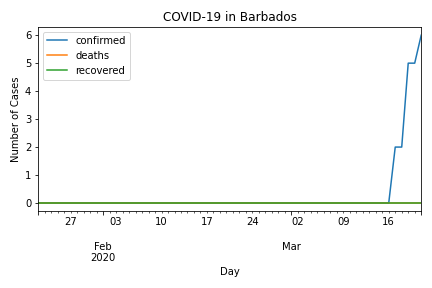 COVID-19 in Barbados
confirmed
deaths
recovered
Number of Cases
6
5
4
3
2
1
0
27 03 10 17 24 02 09 16
Feb Mar
2020
Day